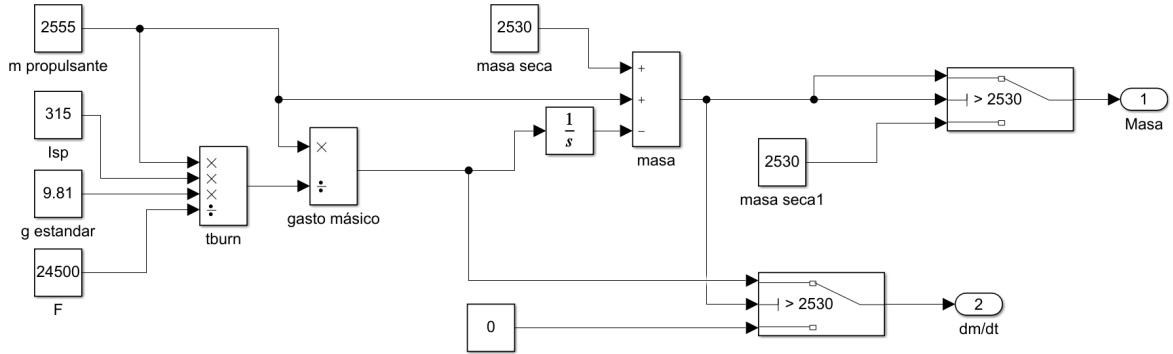 2555
m propulsante
315
Isp
9.81
g estandar
24500
F
×
×
×
÷
tburn
×
÷
gasto másico
2530
masa seca
1
s
+
+
−
masa
2530
masa seca1
> 2530
1
Masa
0
> 2530
2
dm/dt